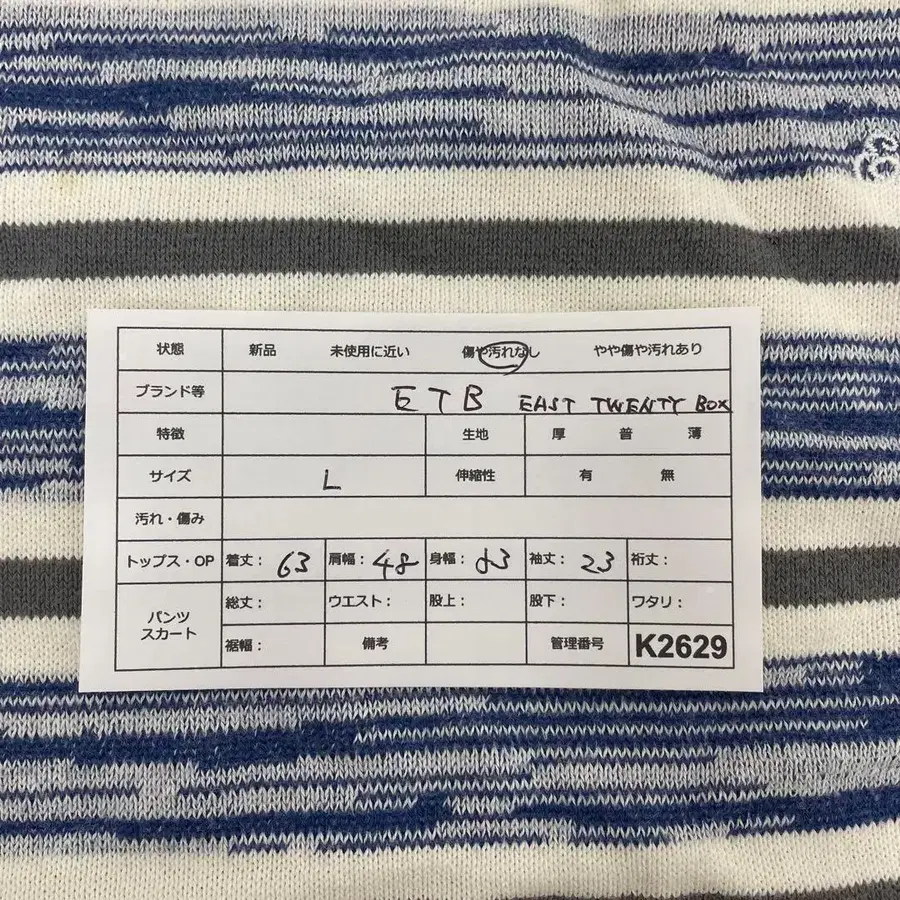 状態 新品 未使用に近い 傷や汚れなし やや傷や汚れあり
ブランド等 ETB EAST TWENTY BOX
特徴 生地 厚 普 薄
サイズ L 伸縮性 有 無
汚れ・傷み
トップス・OP 着丈: 63 肩幅: 48 身幅: 袖丈: 23 裄丈:
パンツ スカート 総丈: ウエスト: 股上: 股下: ワタリ:
裾幅: 備考 管理番号 K2629